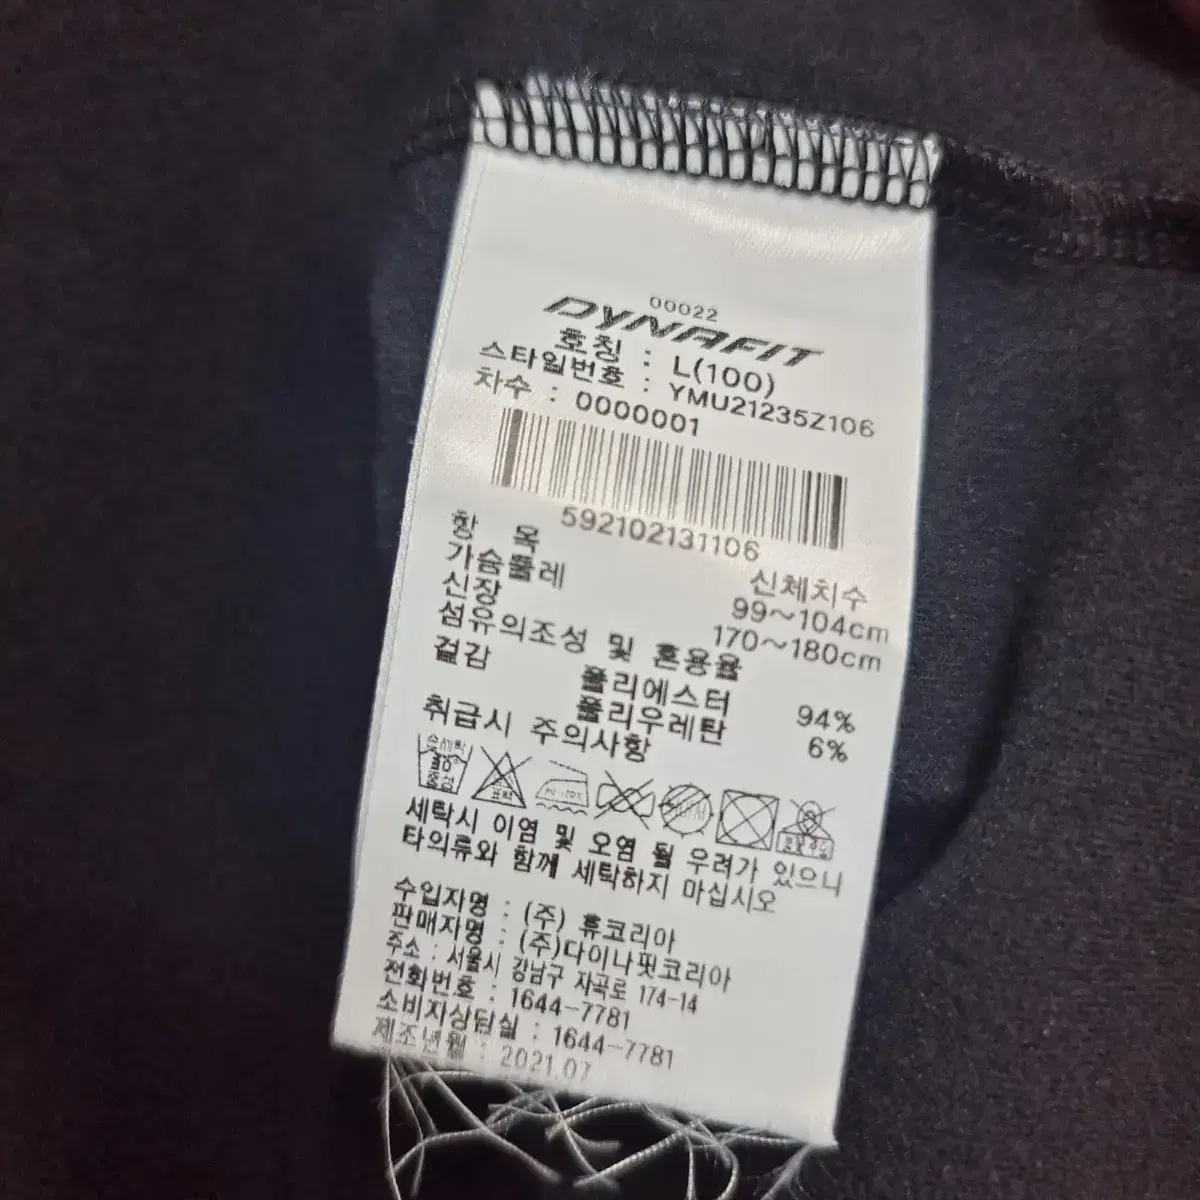 00022
DYNAFIT
호칭 : L(100)
스타일번호 : YMU21235Z106
차수 : 0000001
592102131106
항 목 신체치수
가슴둘레 99~104cm
신장 170~180cm
섬유의조성 및 혼용율
겉감 폴리에스터 94%
폴리우레탄 6%
취급시 주의사항
손세탁
30°
중성
세탁시 이염 및 오염 될 우려가 있으니
타의류와 함께 세탁하지 마십시오
수입자명 : (주) 휴코리아
판매자명 : (주)다이나핏코리아
주소 : 서울시 강남구 자곡로 174-14
전화번호 : 1644-7781
소비자상담실 : 1644-7781
제조년월 : 2021.07